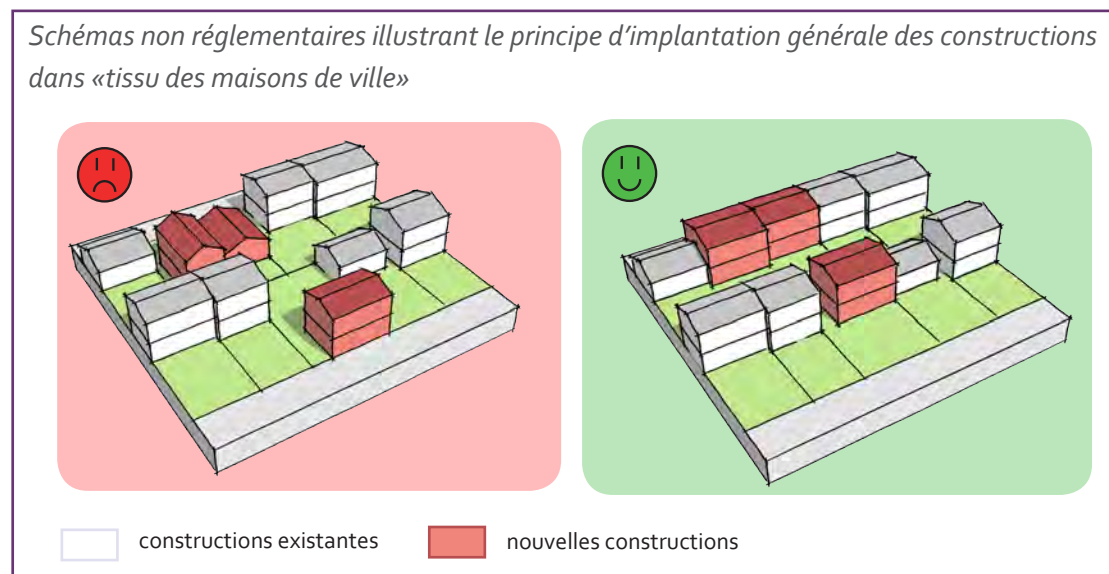 Schémas non réglementaires illustrant le principe d’implantation générale des constructions
dans «tissu des maisons de ville»
constructions existantes
nouvelles constructions